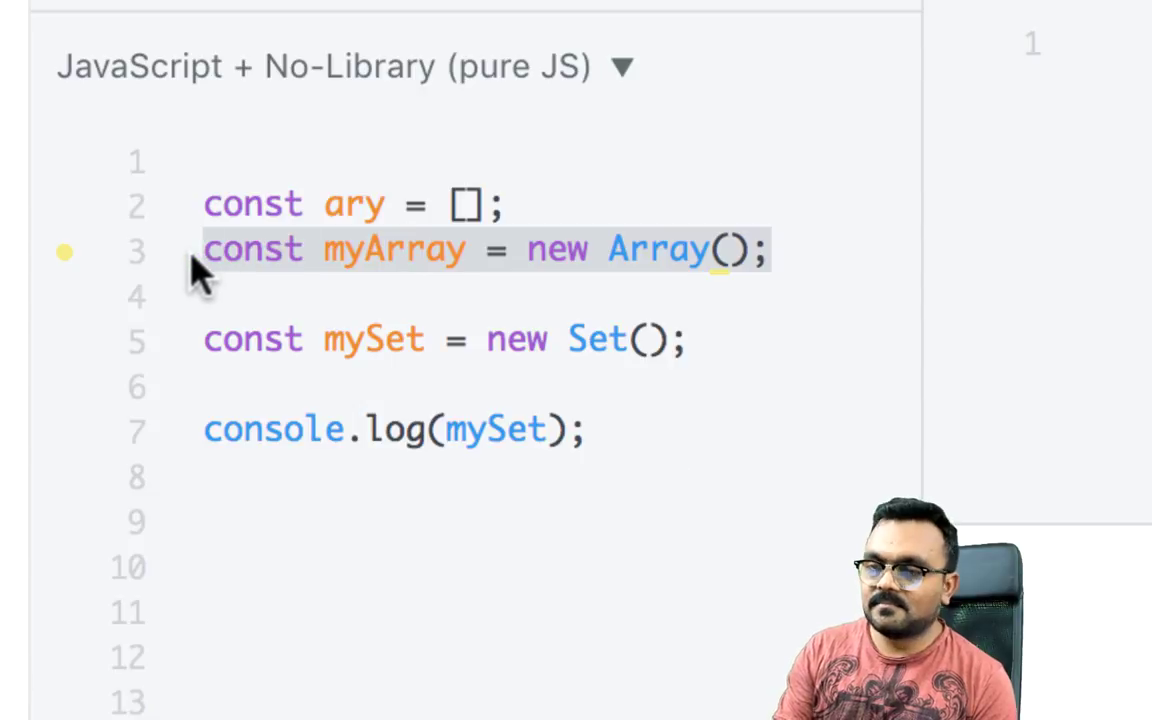 JavaScript + No-Library (pure JS) ▼
1
1
2 const ary = [];
3 const myArray = new Array();
4
5 const mySet = new Set();
6
7 console.log(mySet);
8
9
10
11
12
13